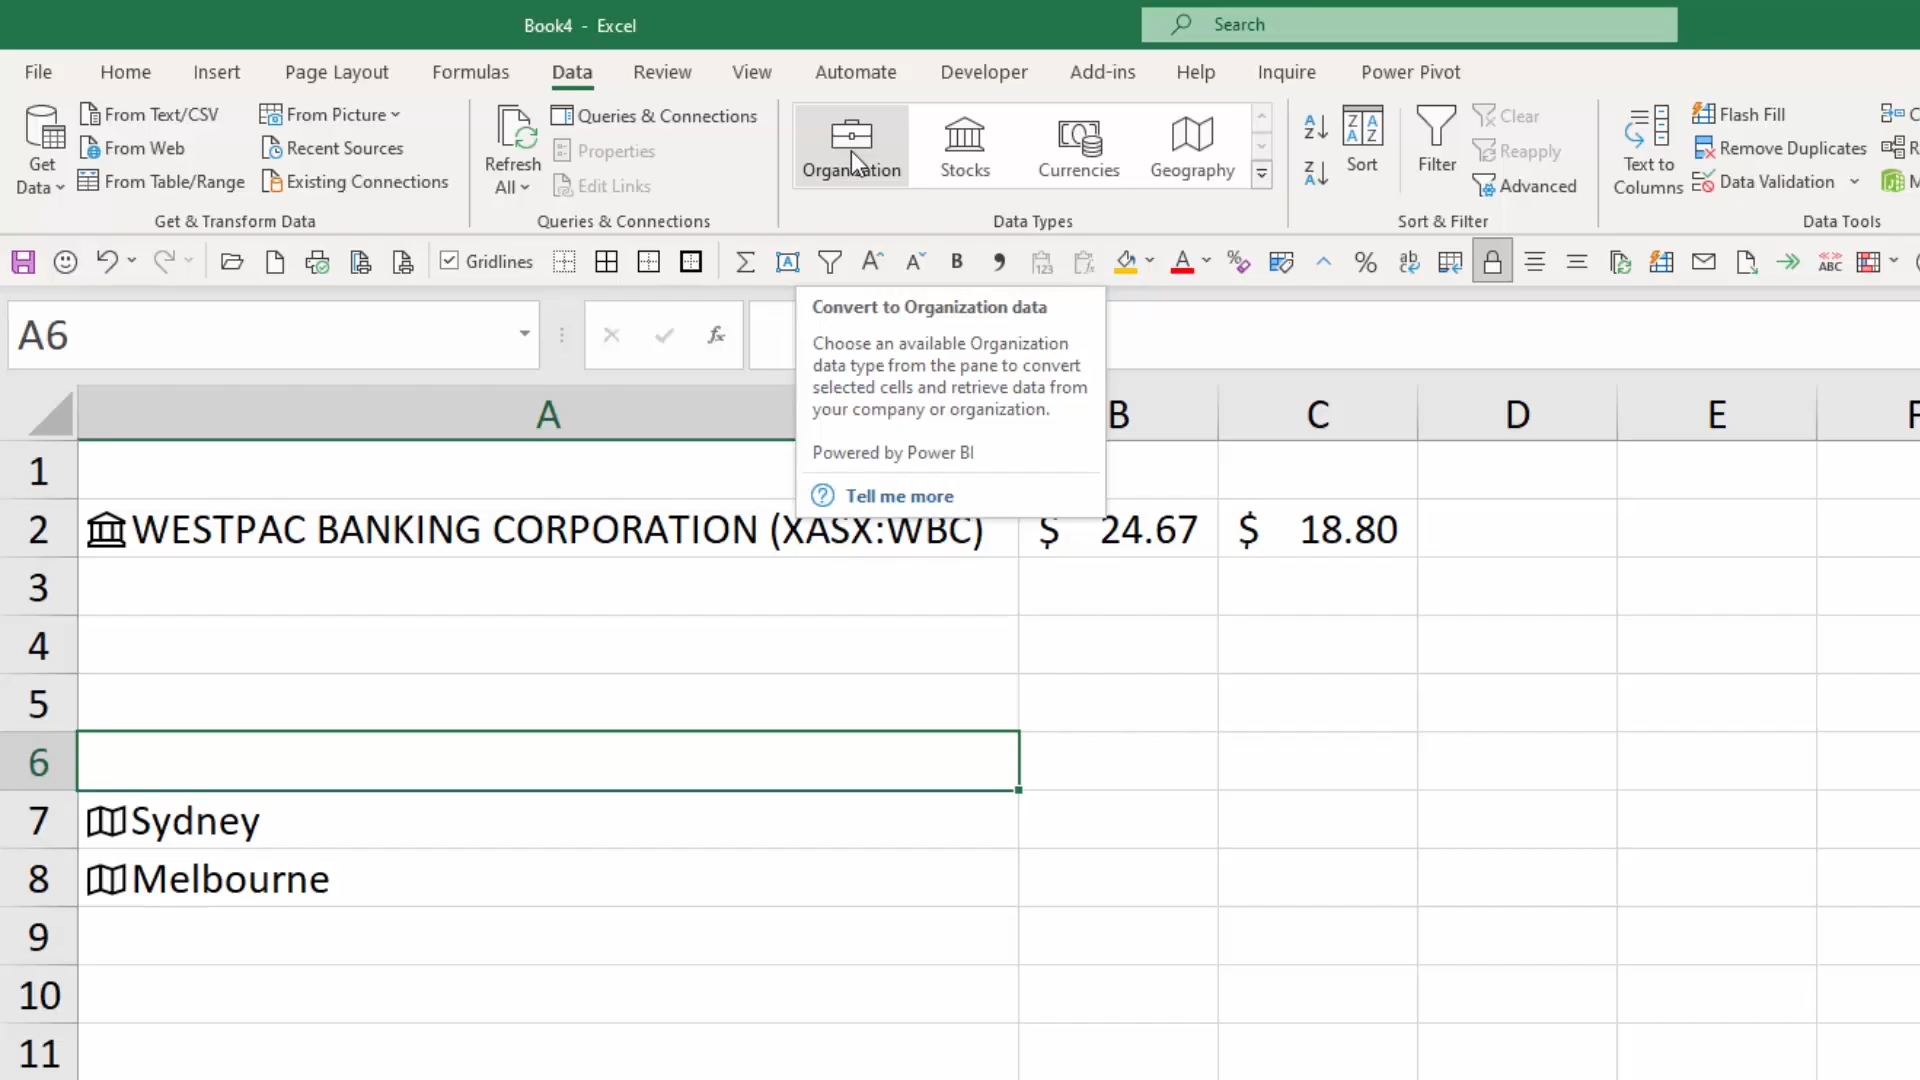 Book4 - Excel
Search
File Home Insert Page Layout Formulas Data Review View Automate Developer Add-ins Help Inquire Power Pivot
Get Data
From Text/CSV
From Web
From Table/Range
From Picture
Recent Sources
Existing Connections
Get & Transform Data
Refresh All
Queries & Connections
Properties
Edit Links
Queries & Connections
Organization
Stocks
Currencies
Geography
Data Types
Sort
Filter
Clear
Reapply
Advanced
Sort & Filter
Text to Columns
Flash Fill
Remove Duplicates
Data Validation
Data Tools
Gridlines
A6
Convert to Organization data
Choose an available Organization
data type from the pane to convert
selected cells and retrieve data from
your company or organization.
Powered by Power BI
Tell me more
A B C D E F
1
2 WESTPAC BANKING CORPORATION (XASX:WBC) $ 24.67 $ 18.80
3
4
5
6
7 Sydney
8 Melbourne
9
10
11